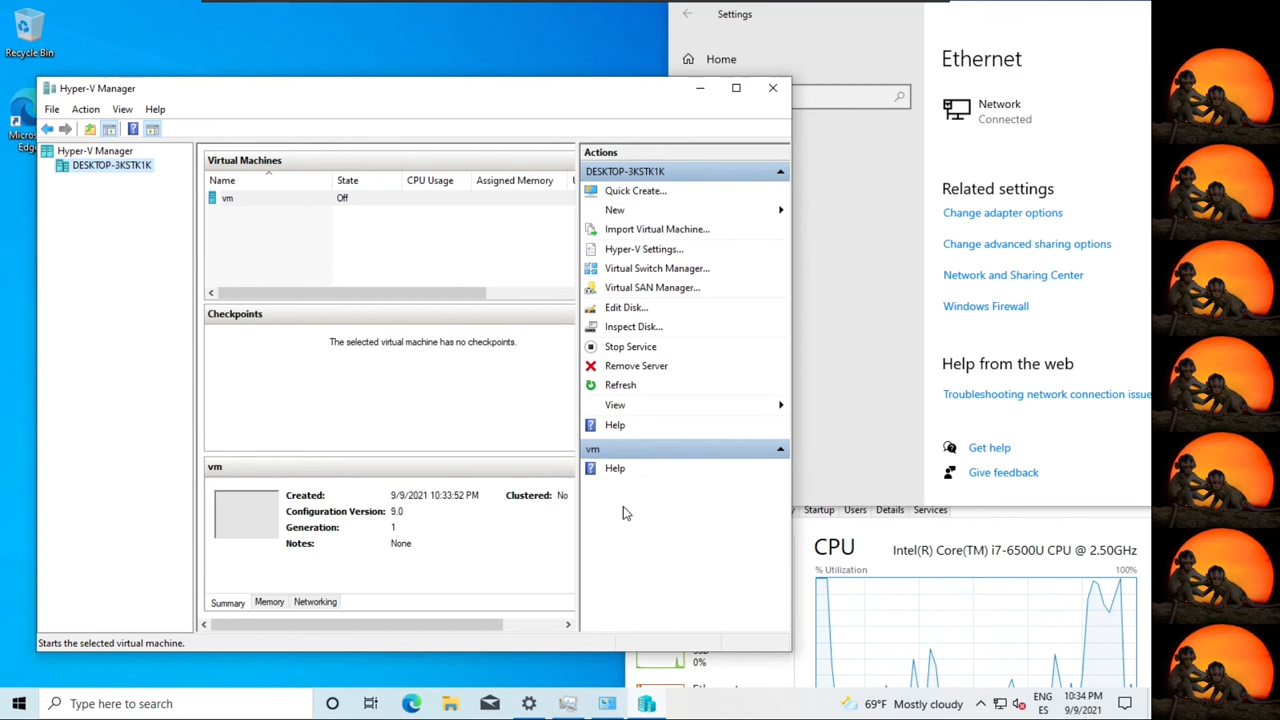 Recycle Bin
Micros
Edge
Hyper-V Manager
File Action View Help
Hyper-V Manager
DESKTOP-3KSTK1K
Virtual Machines
Name State CPU Usage Assigned Memory
vm Off
Checkpoints
The selected virtual machine has no checkpoints.
vm
Created: 9/9/2021 10:33:52 PM Clustered: No
Configuration Version: 9.0
Generation: 1
Notes: None
Summary Memory Networking
Starts the selected virtual machine.
Actions
DESKTOP-3KSTK1K
Quick Create...
New
Import Virtual Machine...
Hyper-V Settings...
Virtual Switch Manager...
Virtual SAN Manager...
Edit Disk...
Inspect Disk...
Stop Service
Remove Server
Refresh
View
Help
vm
Help
Settings
Home
Ethernet
Network
Connected
Related settings
Change adapter options
Change advanced sharing options
Network and Sharing Center
Windows Firewall
Help from the web
Troubleshooting network connection issue
Get help
Give feedback
Startup Users Details Services
CPU Intel(R) Core(TM) i7-6500U CPU @ 2.50GHz
% Utilization 100%
0%
Type here to search
69°F Mostly cloudy
ENG
ES
10:34 PM
9/9/2021